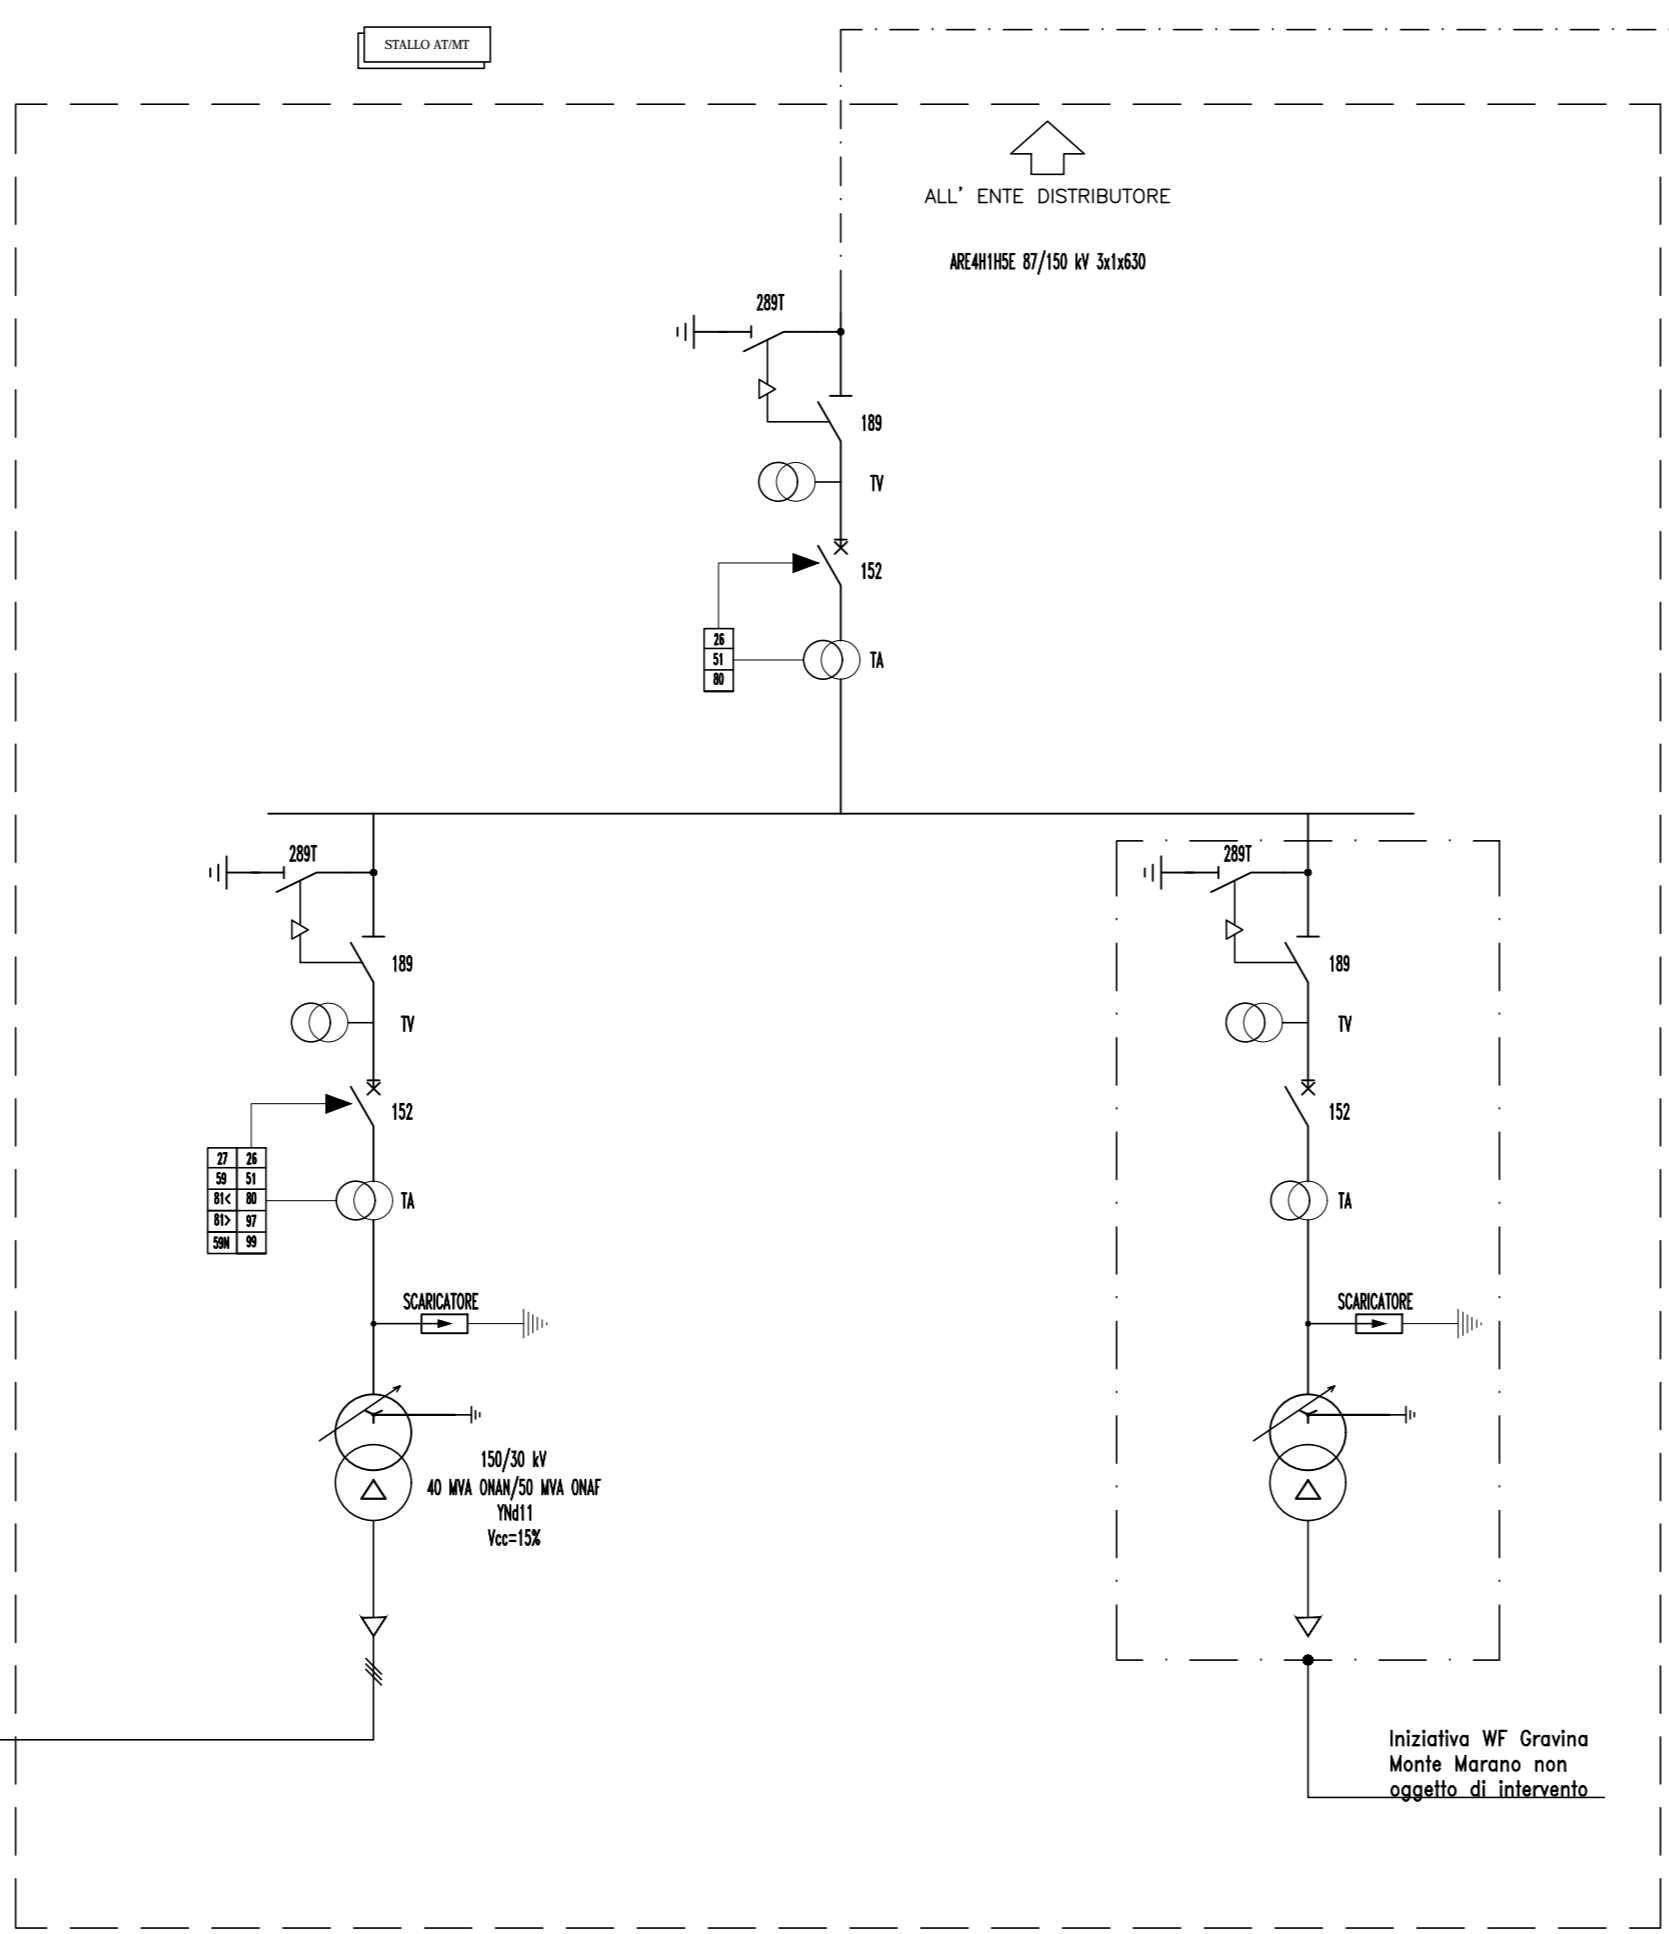 STALLO AT/MT
ALL' ENTE DISTRIBUTORE
ARE4H1H5E 87/150 kV 3x1x630
289T
189
TV
152
26
51
80
TA
289T
189
TV
152
27 26
59 51
81< 80
81> 97
59N 99
TA
SCARICATORE
150/30 kV
40 MVA ONAN/50 MVA ONAF
YNd11
Vcc=15%
289T
189
TV
152
TA
SCARICATORE
Iniziativa WF Gravina
Monte Marano non
oggetto di intervento